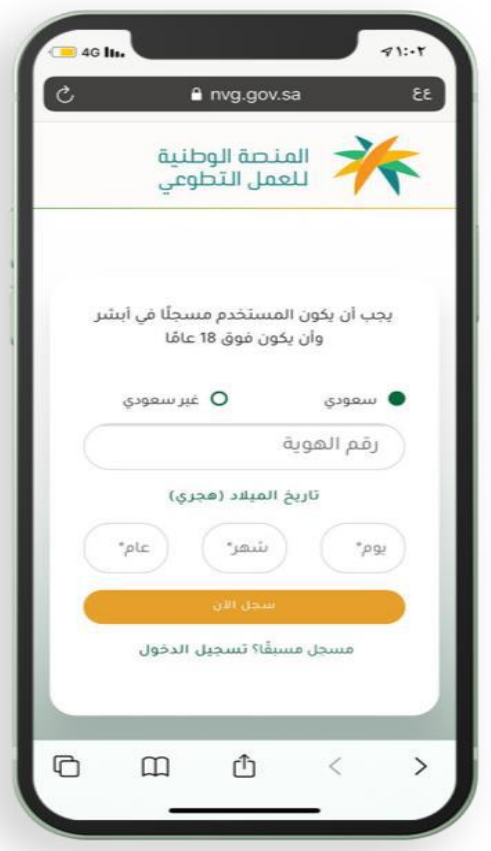 4G
٩١:٠٢
nvg.gov.sa
عع
المنصة الوطنية
للعمل التطوعي
يجب أن يكون المستخدم مسجلًا في أبشر
وأن يكون فوق 18 عامًا
سعودي
غير سعودي
رقم الهوية
تاريخ الميلاد (هجري)
يوم*
شهر*
عام*
سجل الآن
مسجل مسبقًا؟ تسجيل الدخول